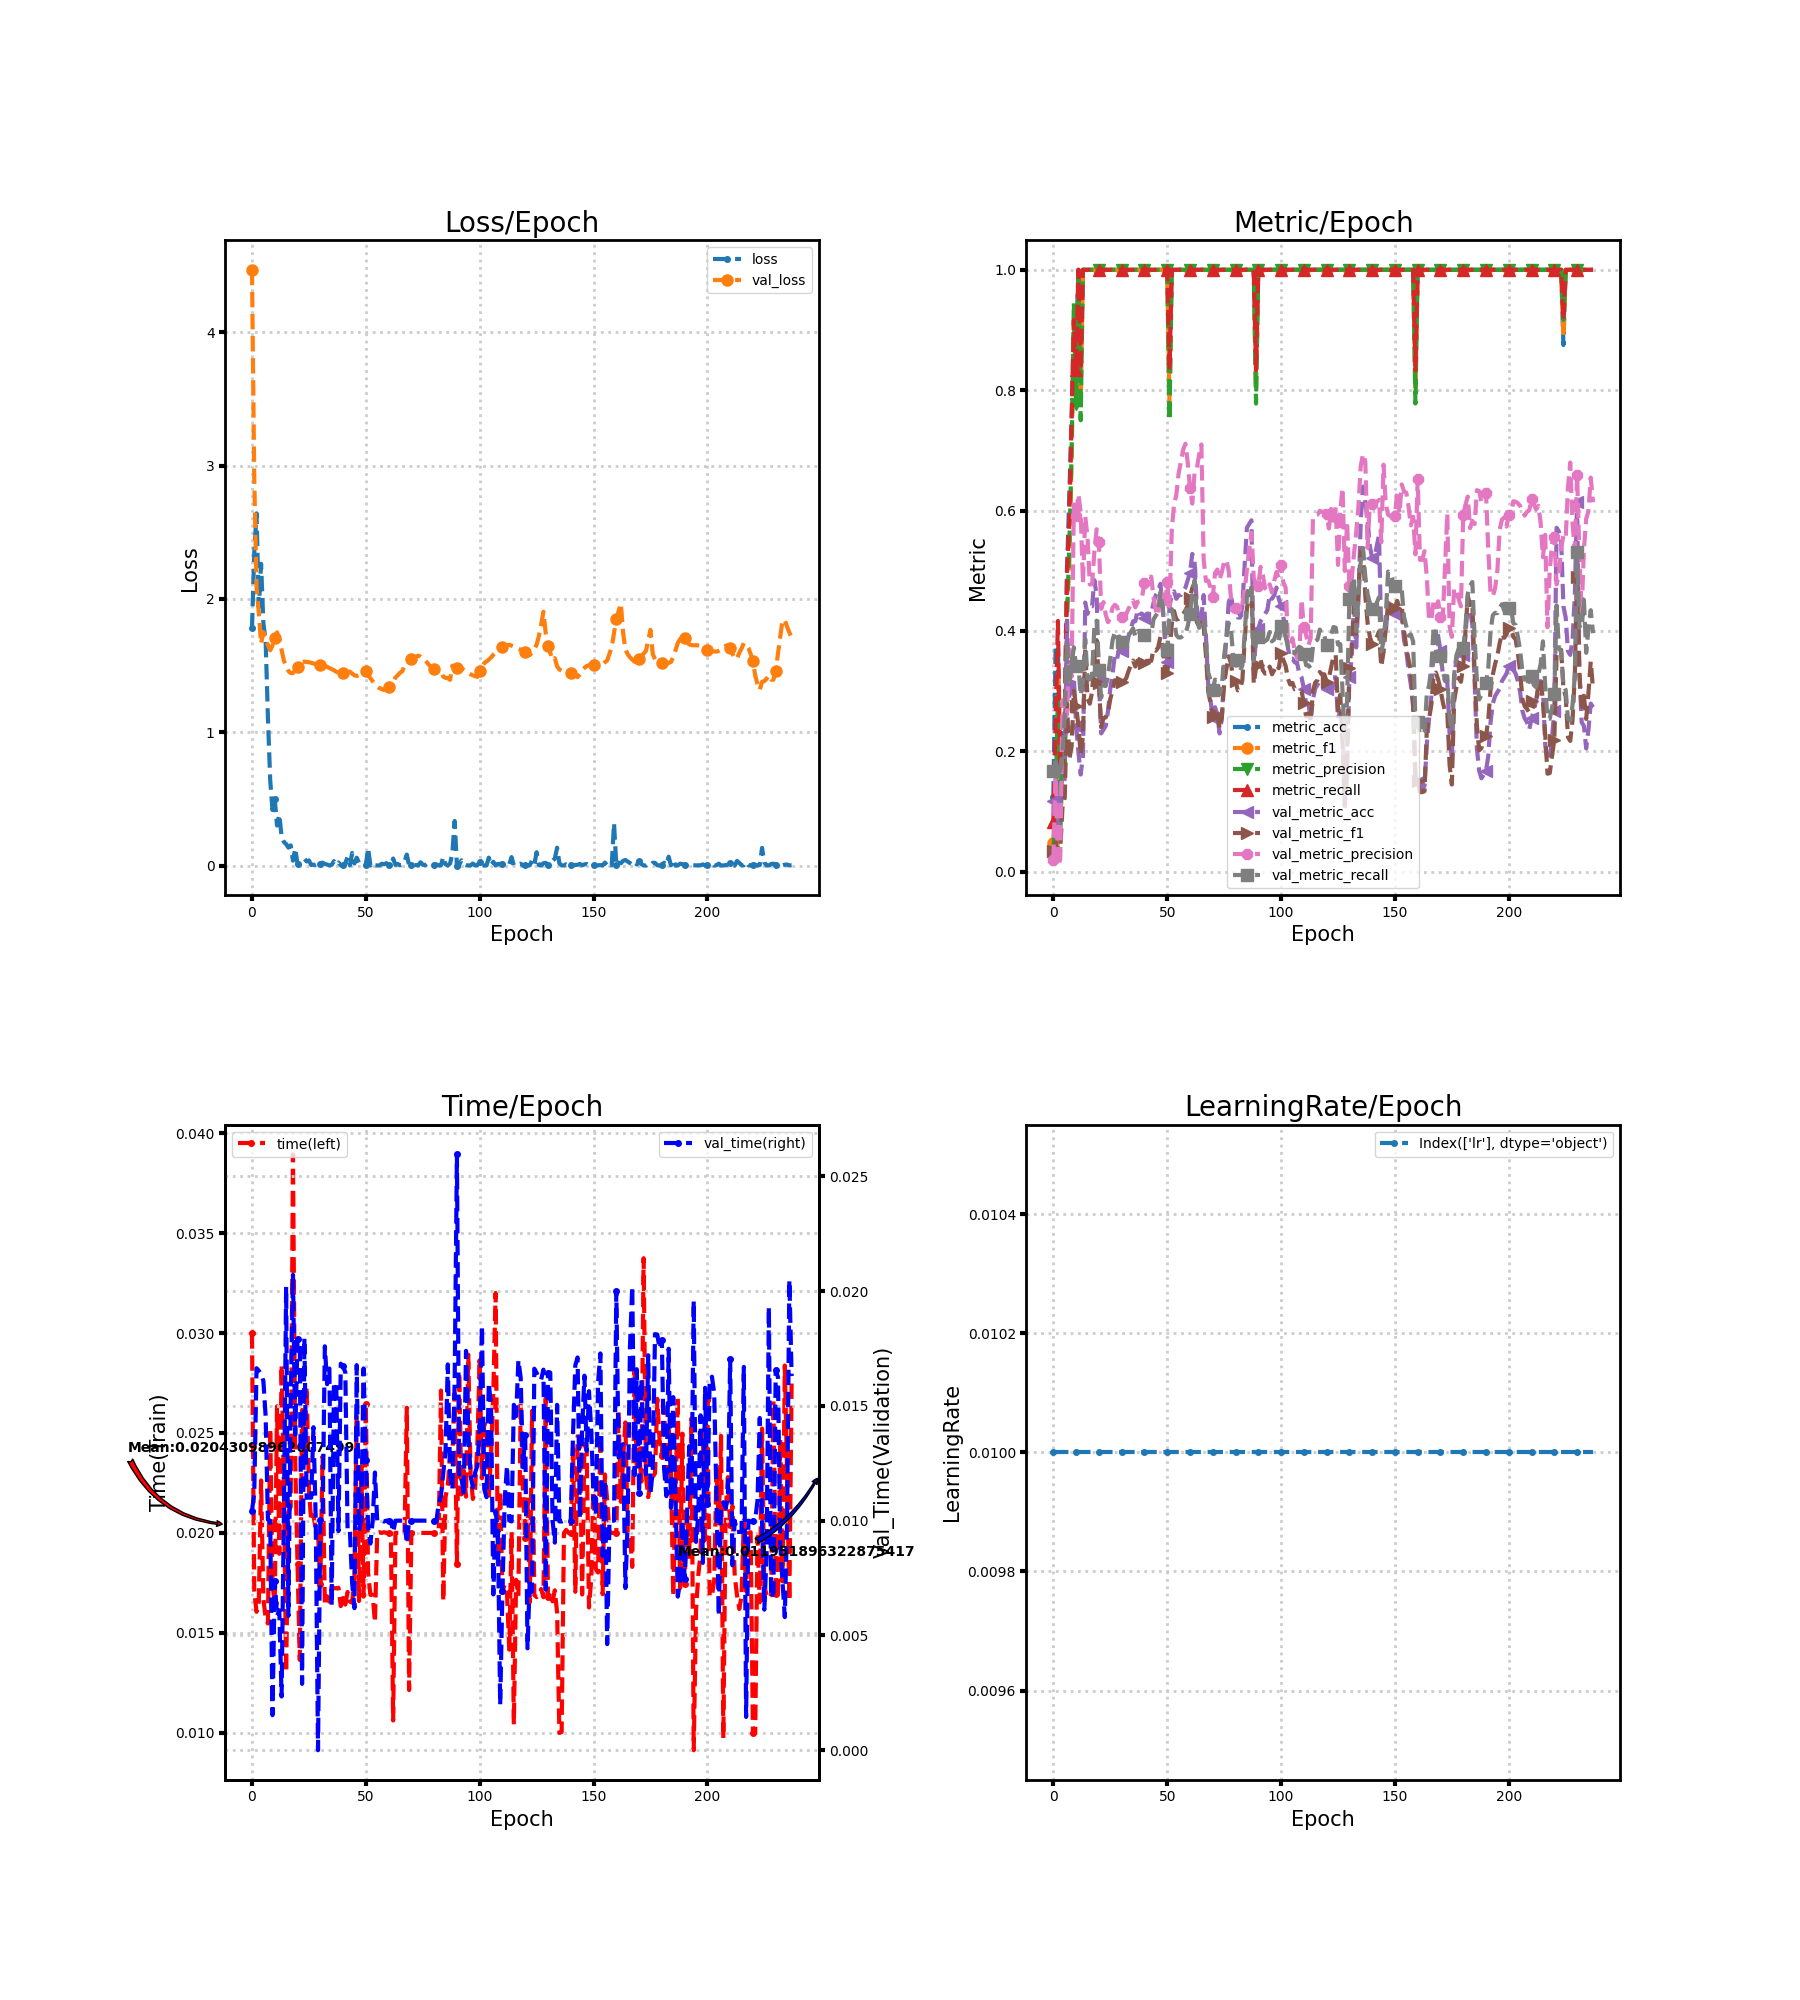 Loss/Epoch
loss
val_loss
4
3
2
1
0
Loss
0 50 100 150 200
Epoch
Metric/Epoch
1.0
0.8
0.6
0.4
0.2
0.0
Metric
metric_acc
metric_f1
metric_precision
metric_recall
val_metric_acc
val_metric_f1
val_metric_precision
val_metric_recall
0 50 100 150 200
Epoch
Time/Epoch
time(left)
val_time(right)
0.040
0.035
0.030
0.025
0.020
0.015
0.010
Time(Train)
0.025
0.020
0.015
0.010
0.005
0.000
Val_Time(Validation)
0 50 100 150 200
Epoch
LearningRate/Epoch
Index(['lr'], dtype='object')
0.0104
0.0102
0.0100
0.0098
0.0096
LearningRate
0 50 100 150 200
Epoch